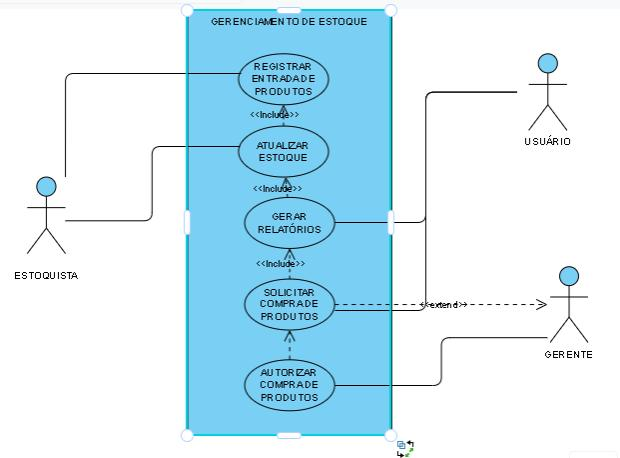 GERENCIAMENTO DE ESTOQUE
REGISTRAR
ENTRADA DE
PRODUTOS
<<Include>>
ATUALIZAR
ESTOQUE
<<Include>>
GERAR
RELATÓRIOS
<<Include>>
SOLICITAR
COMPRA DE
PRODUTOS
<<extend>>
AUTORIZAR
COMPRA DE
PRODUTOS
ESTOQUISTA
USUÁRIO
GERENTE